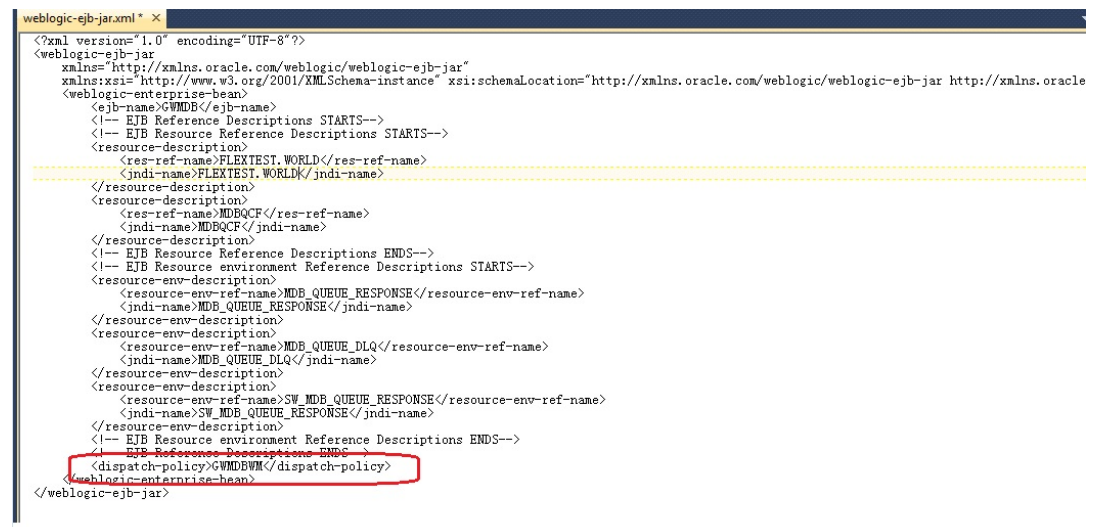 weblogic-ejb-jar.xml* ×
<?xml version="1.0" encoding="UTF-8"?>
<weblogic-ejb-jar
xmlns="http://xmlns.oracle.com/weblogic/weblogic-ejb-jar"
xmlns:xsi="http://www.w3.org/2001/XMLSchema-instance" xsi:schemaLocation="http://xmlns.oracle.com/weblogic/weblogic-ejb-jar http://xmlns.oracle
<weblogic-enterprise-bean>
<ejb-name>GWMDB</ejb-name>
<!-- EJB Reference Descriptions STARTS-->
<!-- EJB Resource Reference Descriptions STARTS-->
<resource-description>
<res-ref-name>FLEXTEST.WORLD</res-ref-name>
<jndi-name>FLEXTEST.WORLD</jndi-name>
</resource-description>
<resource-description>
<res-ref-name>MDBQCF</res-ref-name>
<jndi-name>MDBQCF</jndi-name>
</resource-description>
<!-- EJB Resource Reference Descriptions ENDS-->
<!-- EJB Resource environment Reference Descriptions STARTS-->
<resource-env-description>
<resource-env-ref-name>MDB_QUEUE_RESPONSE</resource-env-ref-name>
<jndi-name>MDB_QUEUE_RESPONSE</jndi-name>
</resource-env-description>
<resource-env-description>
<resource-env-ref-name>MDB_QUEUE_DLQ</resource-env-ref-name>
<jndi-name>MDB_QUEUE_DLQ</jndi-name>
</resource-env-description>
<resource-env-description>
<resource-env-ref-name>SW_MDB_QUEUE_RESPONSE</resource-env-ref-name>
<jndi-name>SW_MDB_QUEUE_RESPONSE</jndi-name>
</resource-env-description>
<!-- EJB Resource environment Reference Descriptions ENDS-->
<!-- EJB Reference Descriptions ENDS-->
<dispatch-policy>GWMDBWM</dispatch-policy>
</weblogic-enterprise-bean>
</weblogic-ejb-jar>